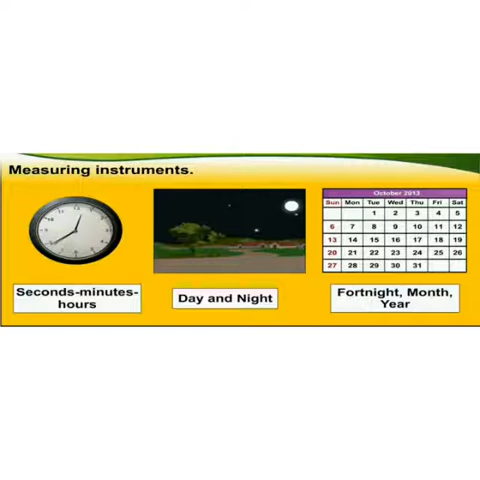 Measuring instruments.
October 2013
Sun Mon Tue Wed Thu Fri Sat
1 2 3 4 5
6 7 8 9 10 11 12
13 14 15 16 17 18 19
20 21 22 23 24 25 26
27 28 29 30 31
Seconds-minutes-
hours
Day and Night
Fortnight, Month,
Year